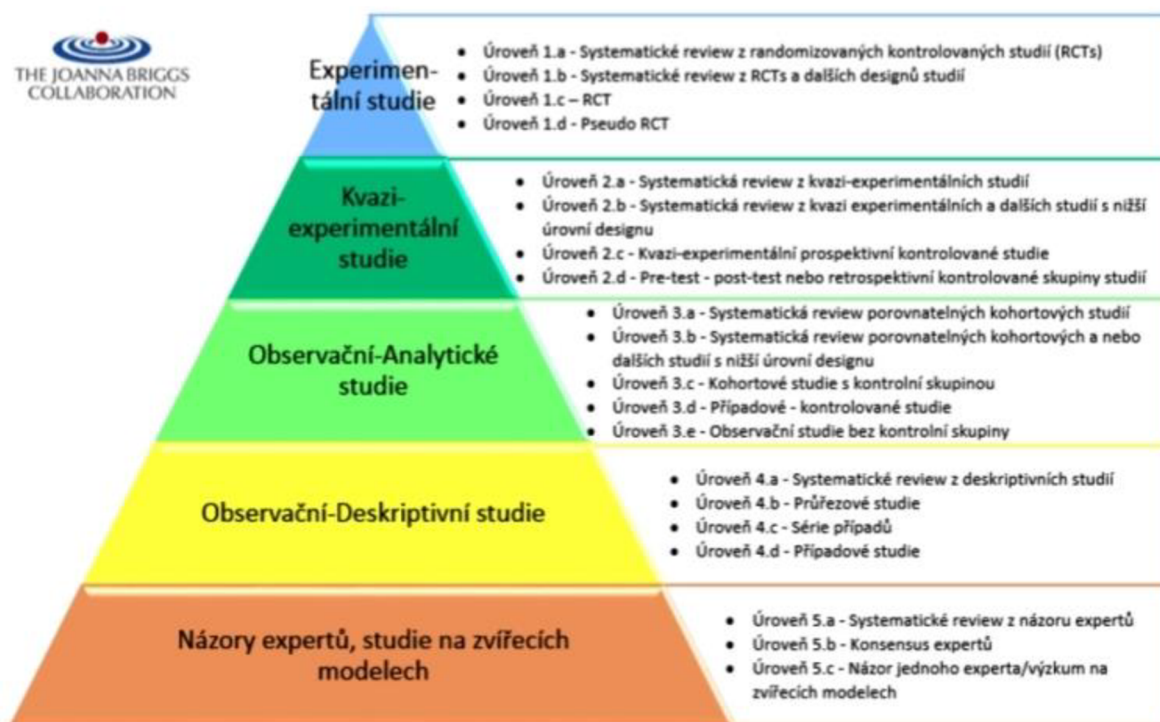 THE JOANNA BRIGGS
COLLABORATION
Experimen-
tální studie
• Úroveň 1.a - Systematické review z randomizovaných kontrolovaných studií (RCTs)
• Úroveň 1.b - Systematické review z RCTs a dalších designů studií
• Úroveň 1.c – RCT
• Úroveň 1.d - Pseudo RCT
Kvazi-
experimentální
studie
• Úroveň 2.a - Systematická review z kvazi-experimentálních studií
• Úroveň 2.b - Systematická review z kvazi experimentálních a dalších studií s nižší
úrovní designu
• Úroveň 2.c - Kvazi-experimentální prospektivní kontrolované studie
• Úroveň 2.d - Pre-test - post-test nebo retrospektivní kontrolované skupiny studií
Observační-Analytické
studie
• Úroveň 3.a - Systematická review porovnatelných kohortových studií
• Úroveň 3.b - Systematická review porovnatelných kohortových a nebo
dalších studií s nižší úrovní designu
• Úroveň 3.c - Kohortové studie s kontrolní skupinou
• Úroveň 3.d - Případové - kontrolované studie
• Úroveň 3.e - Observační studie bez kontrolní skupiny
Observační-Deskriptivní studie
• Úroveň 4.a - Systematické review z deskriptivních studií
• Úroveň 4.b - Průřezové studie
• Úroveň 4.c - Série případů
• Úroveň 4.d - Případové studie
Názory expertů, studie na zvířecích
modelech
• Úroveň 5.a - Systematické review z názoru expertů
• Úroveň 5.b - Konsensus expertů
• Úroveň 5.c - Názor jednoho experta/výzkum na
zvířecích modelech